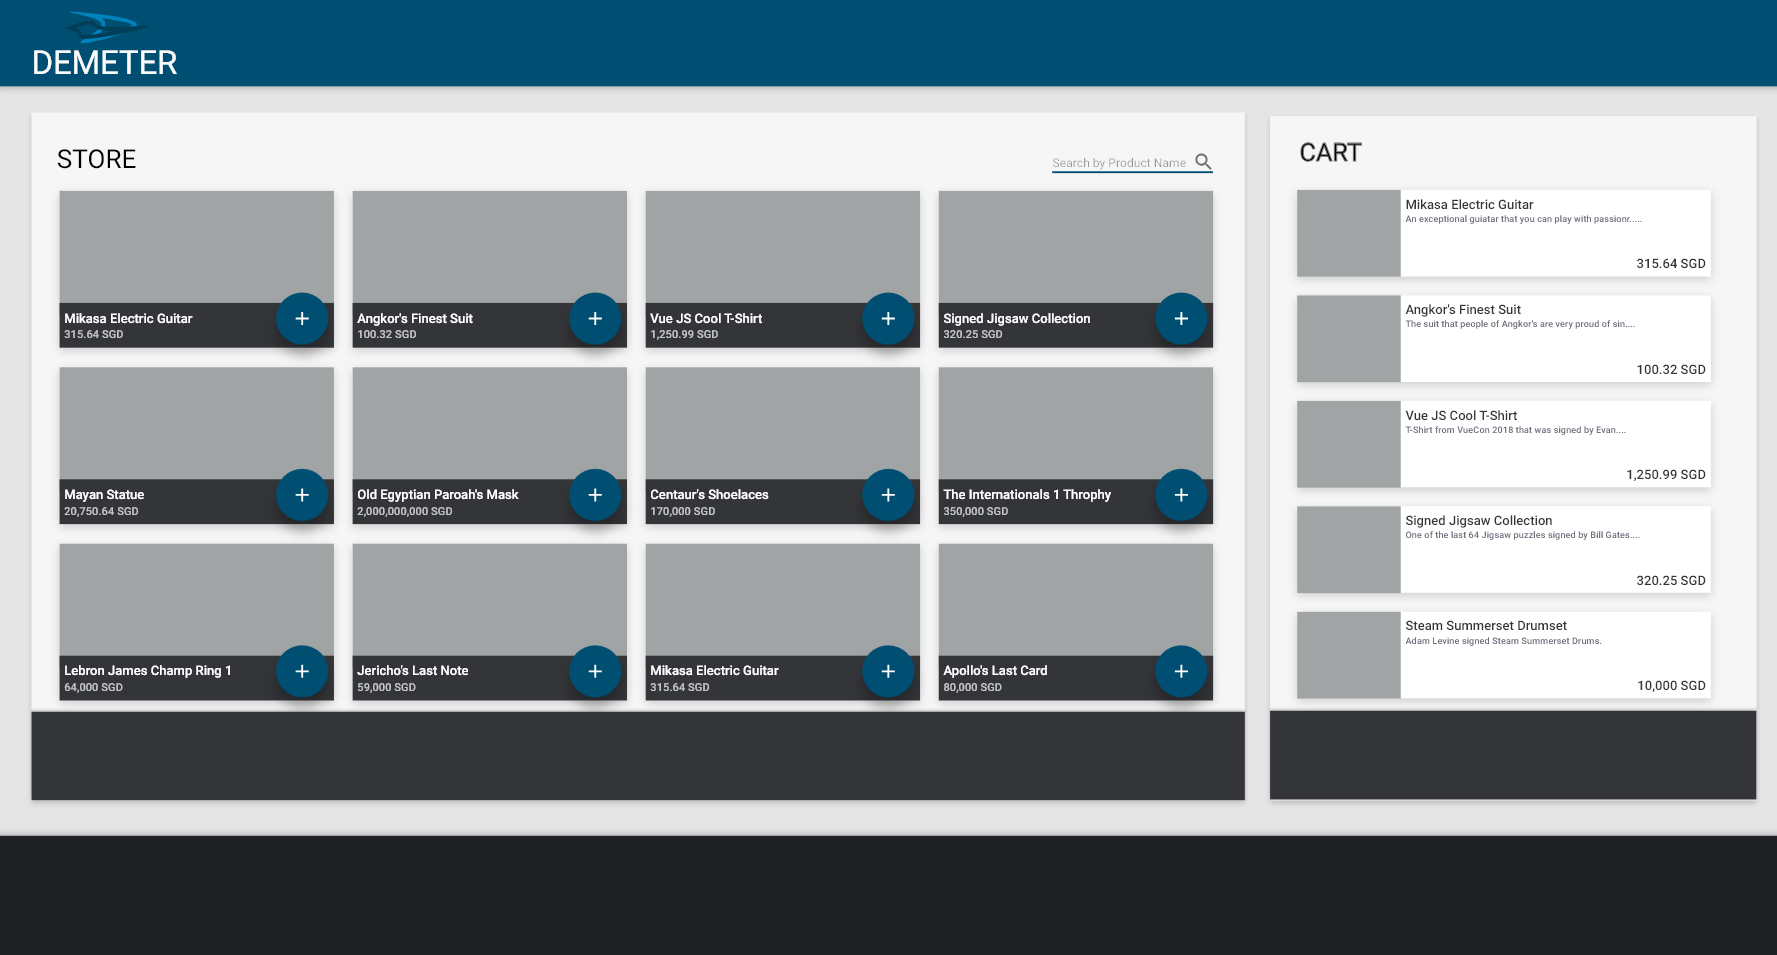 DEMETER
STORE
Search by Product Name
Mikasa Electric Guitar
315.64 SGD
Angkor's Finest Suit
100.32 SGD
Vue JS Cool T-Shirt
1,250.99 SGD
Signed Jigsaw Collection
320.25 SGD
Mayan Statue
20,750.64 SGD
Old Egyptian Paroah's Mask
2,000,000,000 SGD
Centaur's Shoelaces
170,000 SGD
The Internationals 1 Throphy
350,000 SGD
Lebron James Champ Ring 1
64,000 SGD
Jericho's Last Note
59,000 SGD
Mikasa Electric Guitar
315.64 SGD
Apollo's Last Card
80,000 SGD
CART
Mikasa Electric Guitar
An exceptional guiatar that you can play with passionr.....
315.64 SGD
Angkor's Finest Suit
The suit that people of Angkor's are very proud of sin....
100.32 SGD
Vue JS Cool T-Shirt
T-Shirt from VueCon 2018 that was signed by Evan....
1,250.99 SGD
Signed Jigsaw Collection
One of the last 64 Jigsaw puzzles signed by Bill Gates....
320.25 SGD
Steam Summerset Drumset
Adam Levine signed Steam Summerset Drums.
10,000 SGD